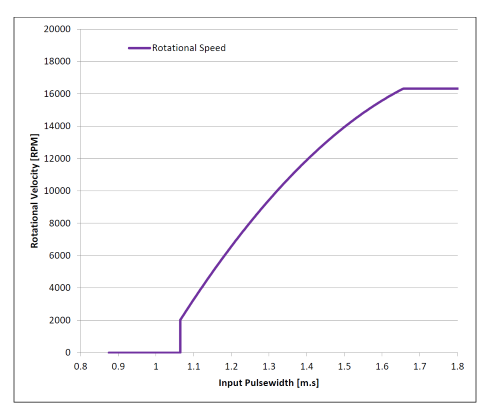 20000
Rotational Speed
18000
16000
14000
12000
10000
8000
6000
4000
2000
0
Rotational Velocity [RPM]
0.8 0.9 1 1.1 1.2 1.3 1.4 1.5 1.6 1.7 1.8
Input Pulsewidth [m.s]